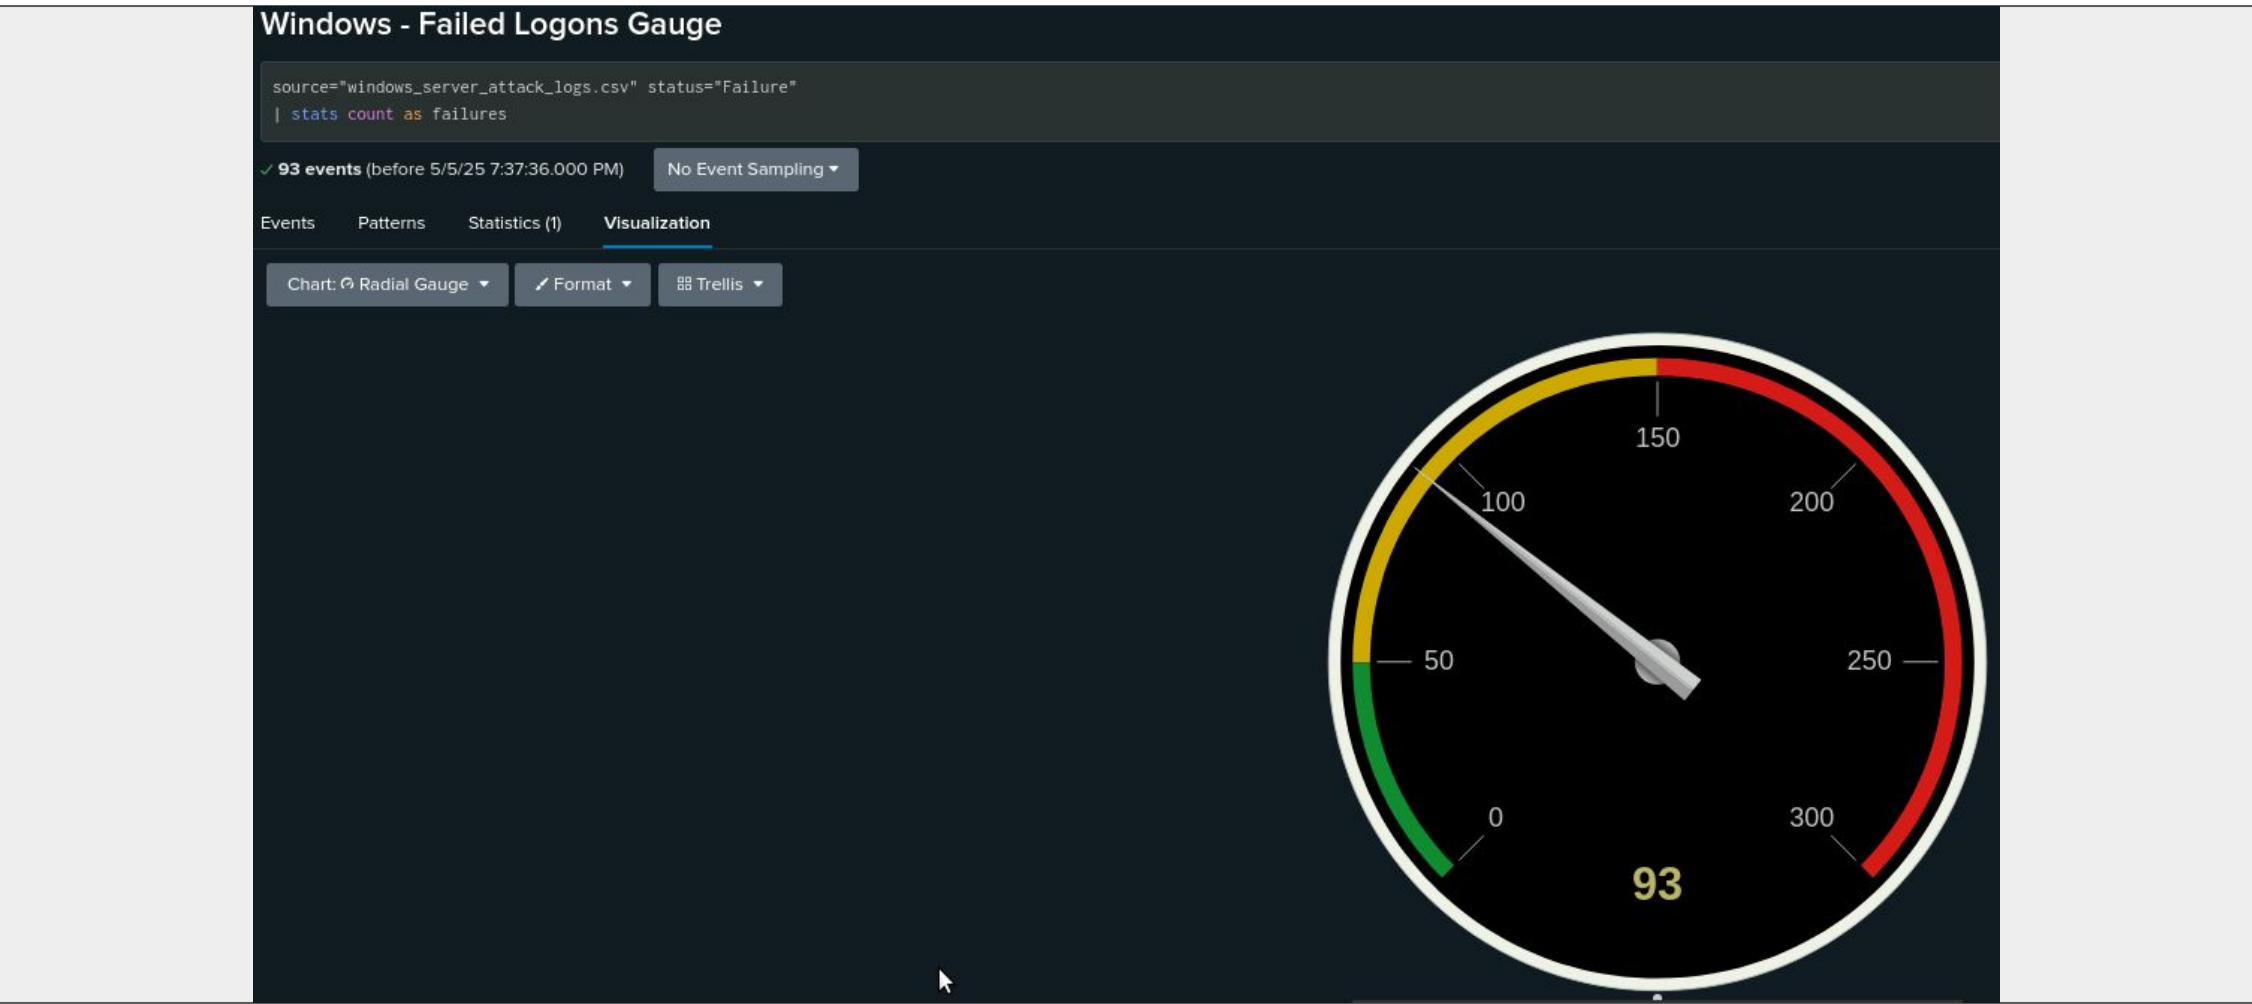 Windows - Failed Logons Gauge
source="windows_server_attack_logs.csv" status="Failure"
| stats count as failures
93 events (before 5/5/25 7:37:36.000 PM) No Event Sampling
Events Patterns Statistics (1) Visualization
Chart: Radial Gauge Format Trellis
150
100 200
50 250
0 300
93